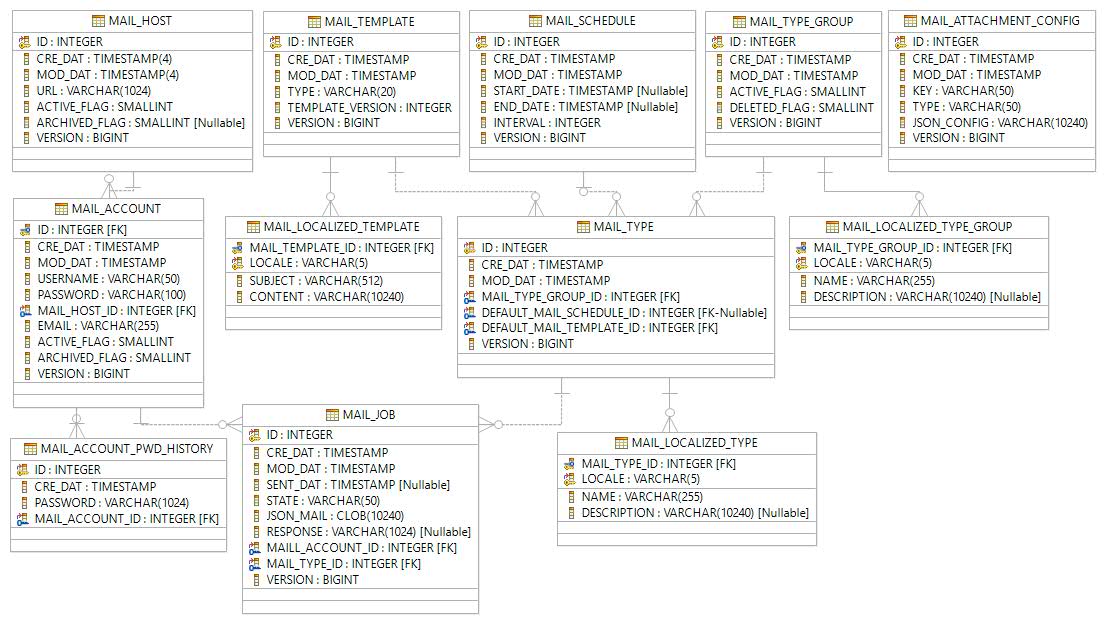 MAIL_HOST
ID : INTEGER
CRE_DAT : TIMESTAMP(4)
MOD_DAT : TIMESTAMP(4)
URL : VARCHAR(1024)
ACTIVE_FLAG : SMALLINT
ARCHIVED_FLAG : SMALLINT [Nullable]
VERSION : BIGINT
MAIL_TEMPLATE
ID : INTEGER
CRE_DAT : TIMESTAMP
MOD_DAT : TIMESTAMP
TYPE : VARCHAR(20)
TEMPLATE_VERSION : INTEGER
VERSION : BIGINT
MAIL_SCHEDULE
ID : INTEGER
CRE_DAT : TIMESTAMP
MOD_DAT : TIMESTAMP
START_DATE : TIMESTAMP [Nullable]
END_DATE : TIMESTAMP [Nullable]
INTERVAL : INTEGER
VERSION : BIGINT
MAIL_TYPE_GROUP
ID : INTEGER
CRE_DAT : TIMESTAMP
MOD_DAT : TIMESTAMP
ACTIVE_FLAG : SMALLINT
DELETED_FLAG : SMALLINT
VERSION : BIGINT
MAIL_ATTACHMENT_CONFIG
ID : INTEGER
CRE_DAT : TIMESTAMP
MOD_DAT : TIMESTAMP
KEY : VARCHAR(50)
TYPE : VARCHAR(50)
JSON_CONFIG : VARCHAR(10240)
VERSION : BIGINT
MAIL_ACCOUNT
ID : INTEGER [FK]
CRE_DAT : TIMESTAMP
MOD_DAT : TIMESTAMP
USERNAME : VARCHAR(50)
PASSWORD : VARCHAR(100)
MAIL_HOST_ID : INTEGER [FK]
EMAIL : VARCHAR(255)
ACTIVE_FLAG : SMALLINT
ARCHIVED_FLAG : SMALLINT
VERSION : BIGINT
MAIL_LOCALIZED_TEMPLATE
MAIL_TEMPLATE_ID : INTEGER [FK]
LOCALE : VARCHAR(5)
SUBJECT : VARCHAR(512)
CONTENT : VARCHAR(10240)
MAIL_TYPE
ID : INTEGER
CRE_DAT : TIMESTAMP
MOD_DAT : TIMESTAMP
MAIL_TYPE_GROUP_ID : INTEGER [FK]
DEFAULT_MAIL_SCHEDULE_ID : INTEGER [FK-Nullable]
DEFAULT_MAIL_TEMPLATE_ID : INTEGER [FK]
VERSION : BIGINT
MAIL_LOCALIZED_TYPE_GROUP
MAIL_TYPE_GROUP_ID : INTEGER [FK]
LOCALE : VARCHAR(5)
NAME : VARCHAR(255)
DESCRIPTION : VARCHAR(10240) [Nullable]
MAIL_ACCOUNT_PWD_HISTORY
ID : INTEGER
CRE_DAT : TIMESTAMP
PASSWORD : VARCHAR(1024)
MAIL_ACCOUNT_ID : INTEGER [FK]
MAIL_JOB
ID : INTEGER
CRE_DAT : TIMESTAMP
MOD_DAT : TIMESTAMP
SENT_DAT : TIMESTAMP [Nullable]
STATE : VARCHAR(50)
JSON_MAIL : CLOB(10240)
RESPONSE : VARCHAR(1024) [Nullable]
MAILL_ACCOUNT_ID : INTEGER [FK]
MAIL_TYPE_ID : INTEGER [FK]
VERSION : BIGINT
MAIL_LOCALIZED_TYPE
MAIL_TYPE_ID : INTEGER [FK]
LOCALE : VARCHAR(5)
NAME : VARCHAR(255)
DESCRIPTION : VARCHAR(10240) [Nullable]